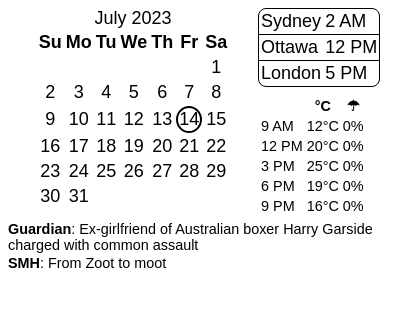 July 2023
Su Mo Tu We Th Fr Sa
1
2 3 4 5 6 7 8
9 10 11 12 13 14 15
16 17 18 19 20 21 22
23 24 25 26 27 28 29
30 31
Sydney 2 AM
Ottawa 12 PM
London 5 PM
°C ☂
9 AM 12°C 0%
12 PM 20°C 0%
3 PM 25°C 0%
6 PM 19°C 0%
9 PM 16°C 0%
Guardian: Ex-girlfriend of Australian boxer Harry Garside
charged with common assault
SMH: From Zoot to moot